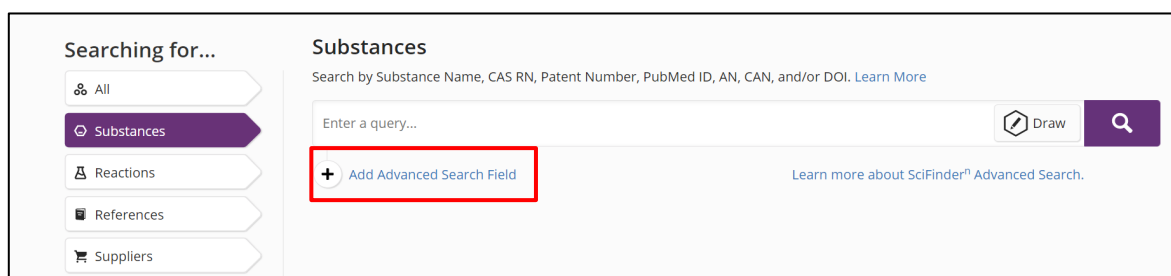 Searching for...
All
Substances
Reactions
References
Suppliers
Substances
Search by Substance Name, CAS RN, Patent Number, PubMed ID, AN, CAN, and/or DOI. Learn More
Enter a query...
Draw
Add Advanced Search Field
Learn more about SciFinderⁿ Advanced Search.